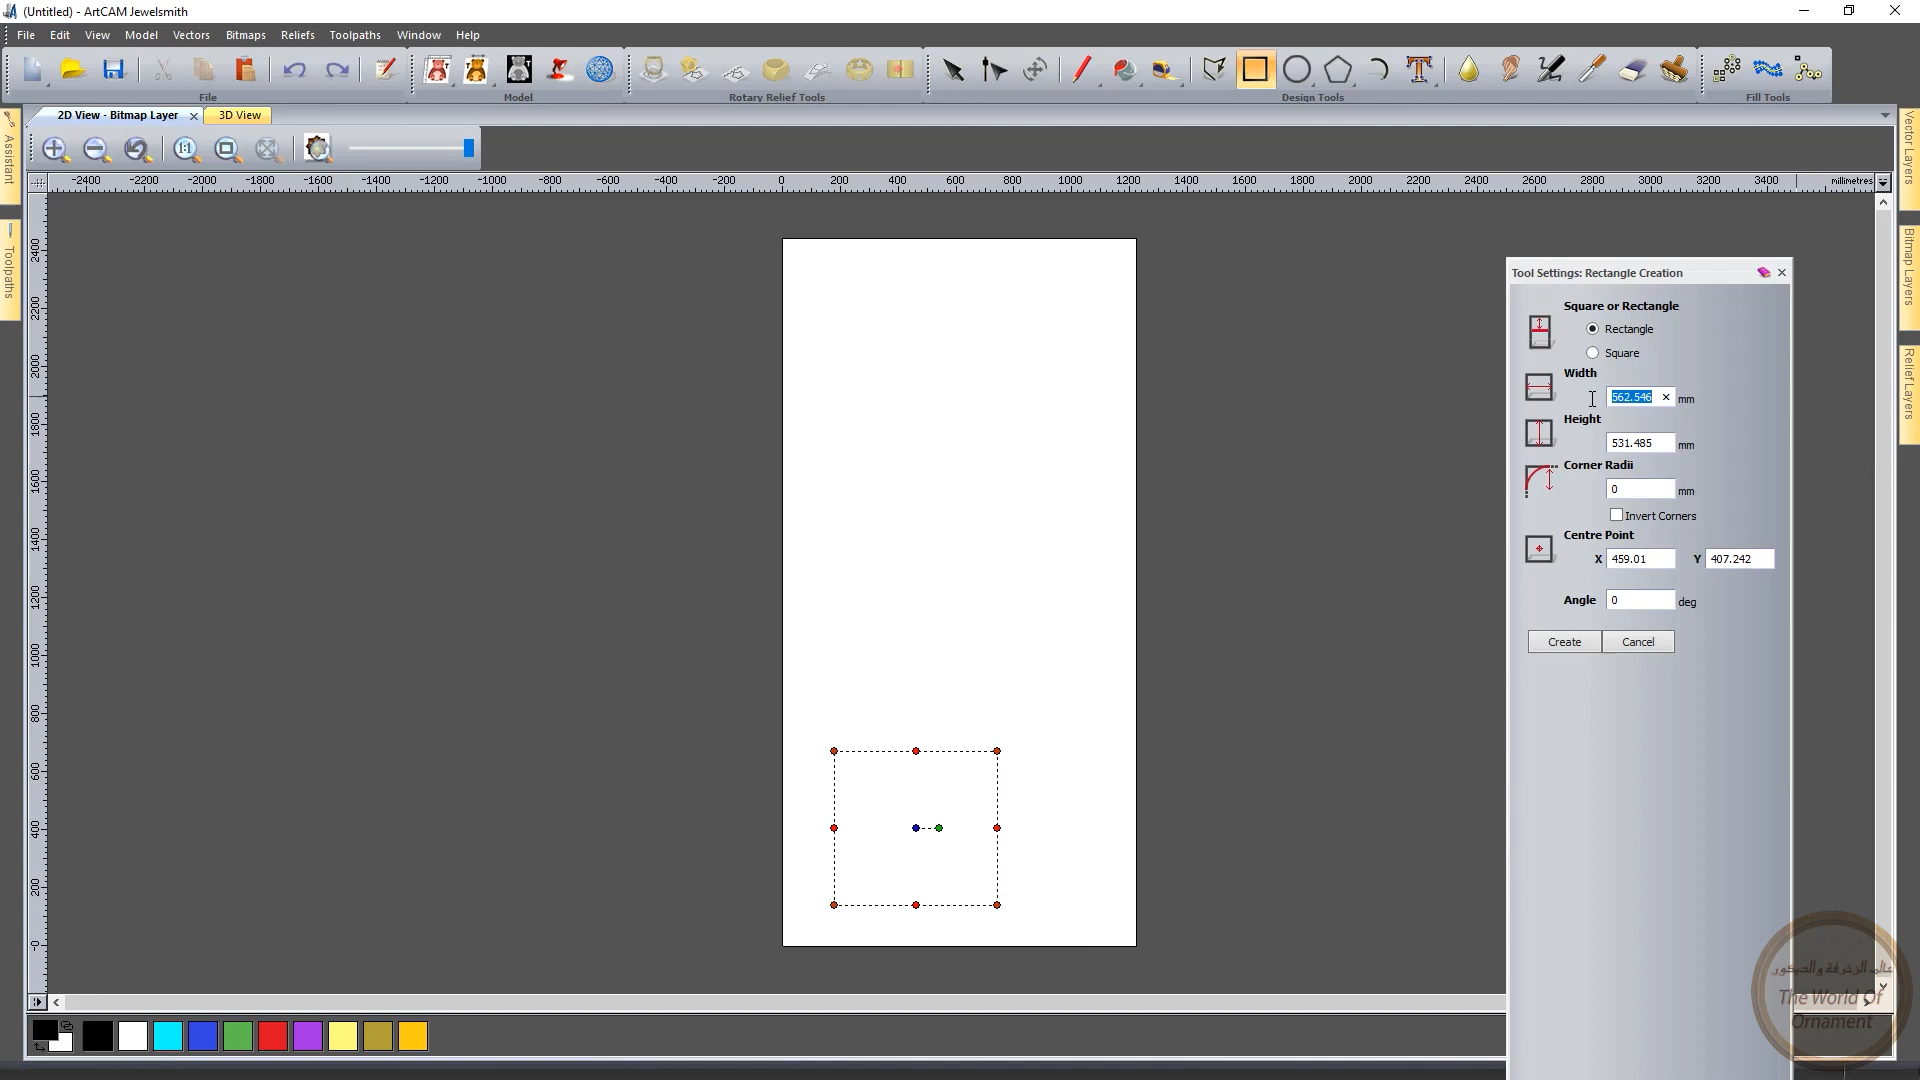 (Untitled) - ArtCAM Jewelsmith
File Edit View Model Vectors Bitmaps Reliefs Toolpaths Window Help
File Model Rotary Relief Tools Design Tools Fill Tools
2D View - Bitmap Layer 3D View
1:1
-2400 -2200 -2000 -1800 -1600 -1400 -1200 -1000 -800 -600 -400 -200 0 200 400 600 800 1000 1200 1400 1600 1800 2000 2200 2400 2600 2800 3000 3200 3400 millimetres
Assistant
Toolpaths
2400
2200
2000
1800
1600
1400
1200
1000
800
600
400
200
-0
Vector Layers
Bitmap Layers
Relief Layers
Tool Settings: Rectangle Creation
Square or Rectangle
Rectangle
Square
Width
562.546 mm
Height
531.485 mm
Corner Radii
0 mm
Invert Corners
Centre Point
X 459.01 Y 407.242
Angle 0 deg
Create Cancel
عالم الزخرفة والديكور
The World Of
Ornament